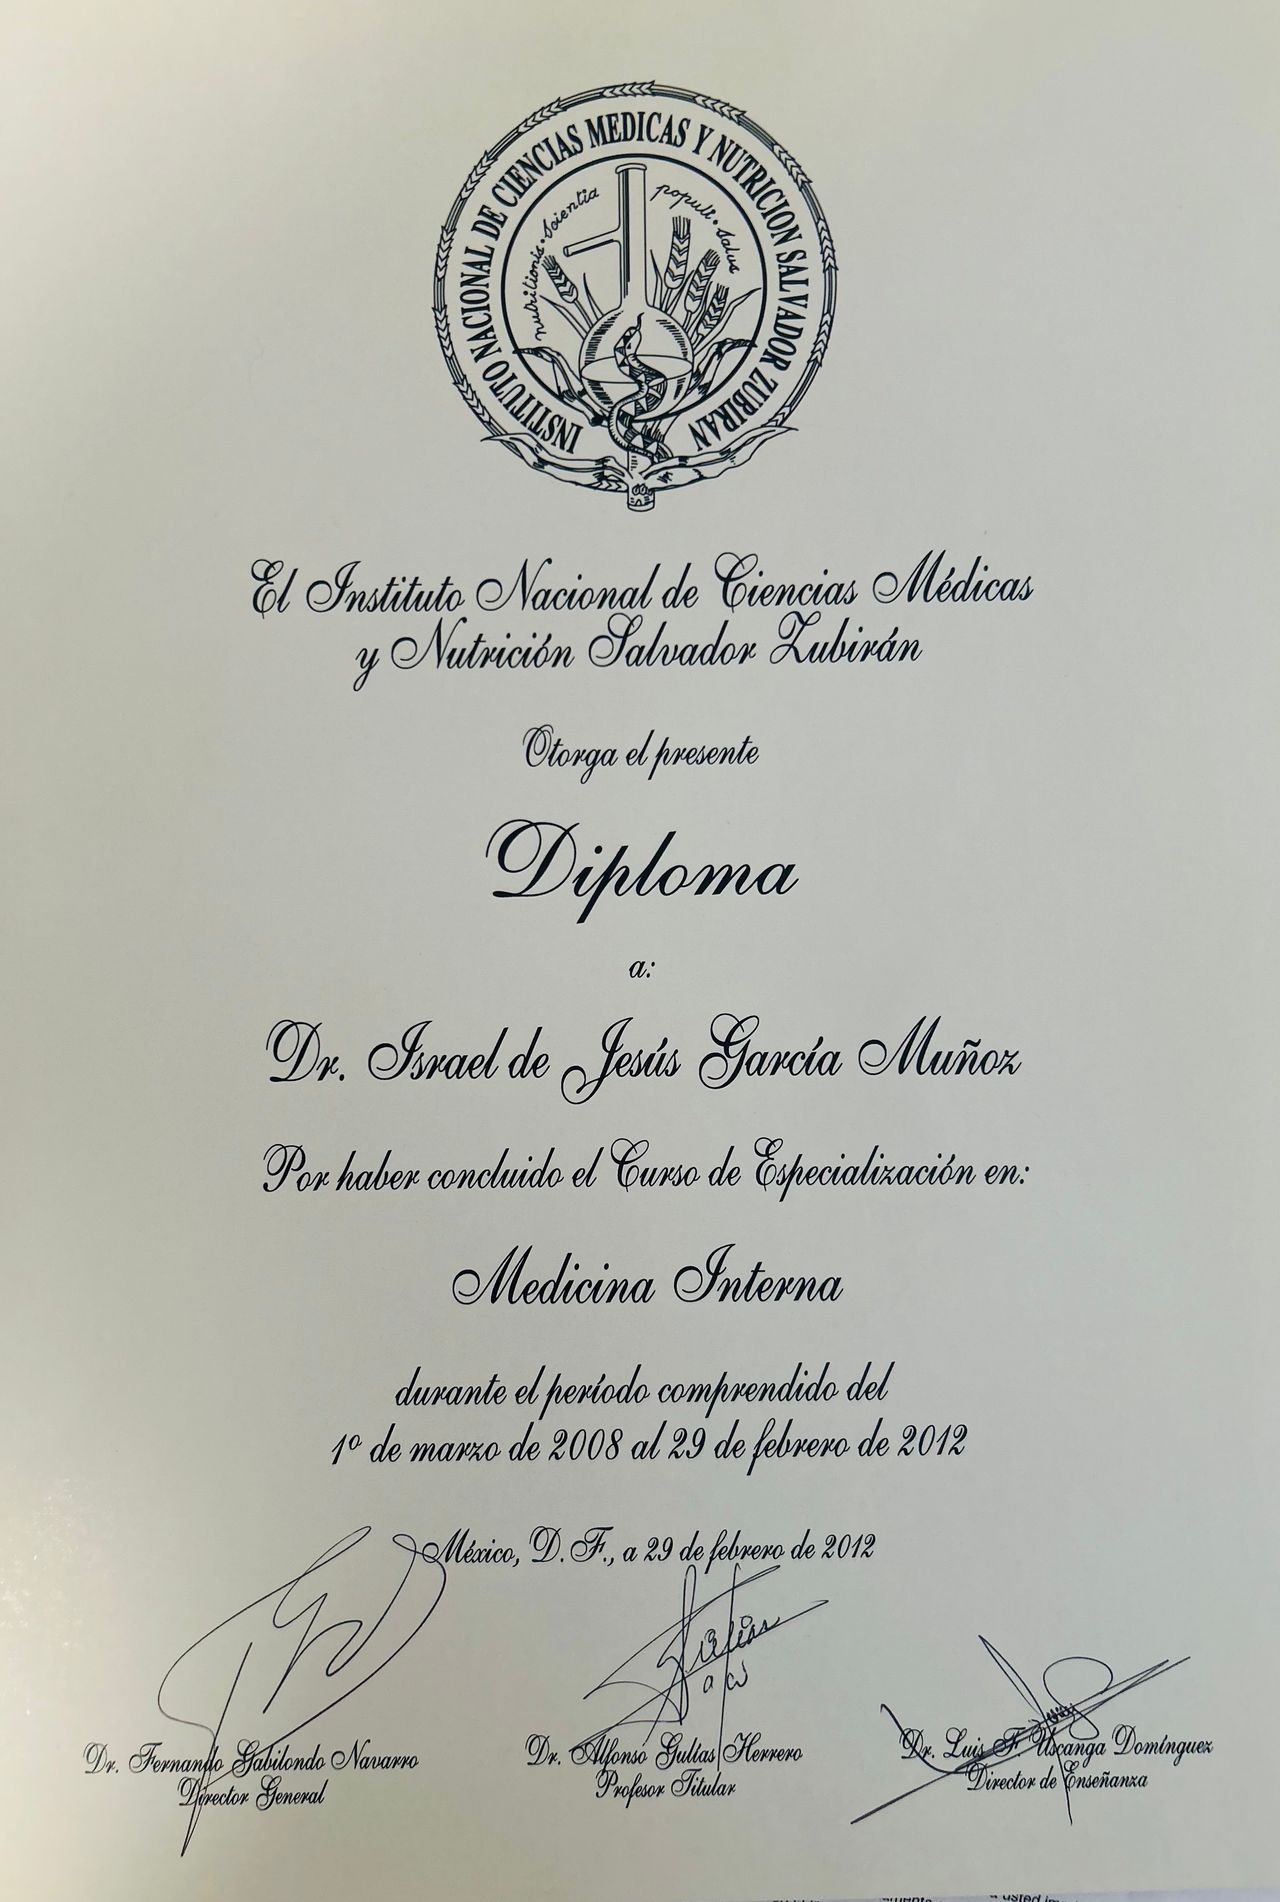 INSTITUTO NACIONAL DE CIENCIAS MEDICAS Y NUTRICION SALVADOR ZUBIRAN
nutritionis • Scientia populi • Salus
El Instituto Nacional de Ciencias Médicas
y Nutrición Salvador Zubirán
Otorga el presente
Diploma
a:
Dr. Israel de Jesús García Muñoz
Por haber concluido el Curso de Especialización en:
Medicina Interna
durante el período comprendido del
1º de marzo de 2008 al 29 de febrero de 2012
México, D. F., a 29 de febrero de 2012
Dr. Fernando Gabilondo Navarro
Director General
Dr. Alfonso Gulías Herrero
Profesor Titular
Dr. Luis F. Uscanga Domínguez
Director de Enseñanza